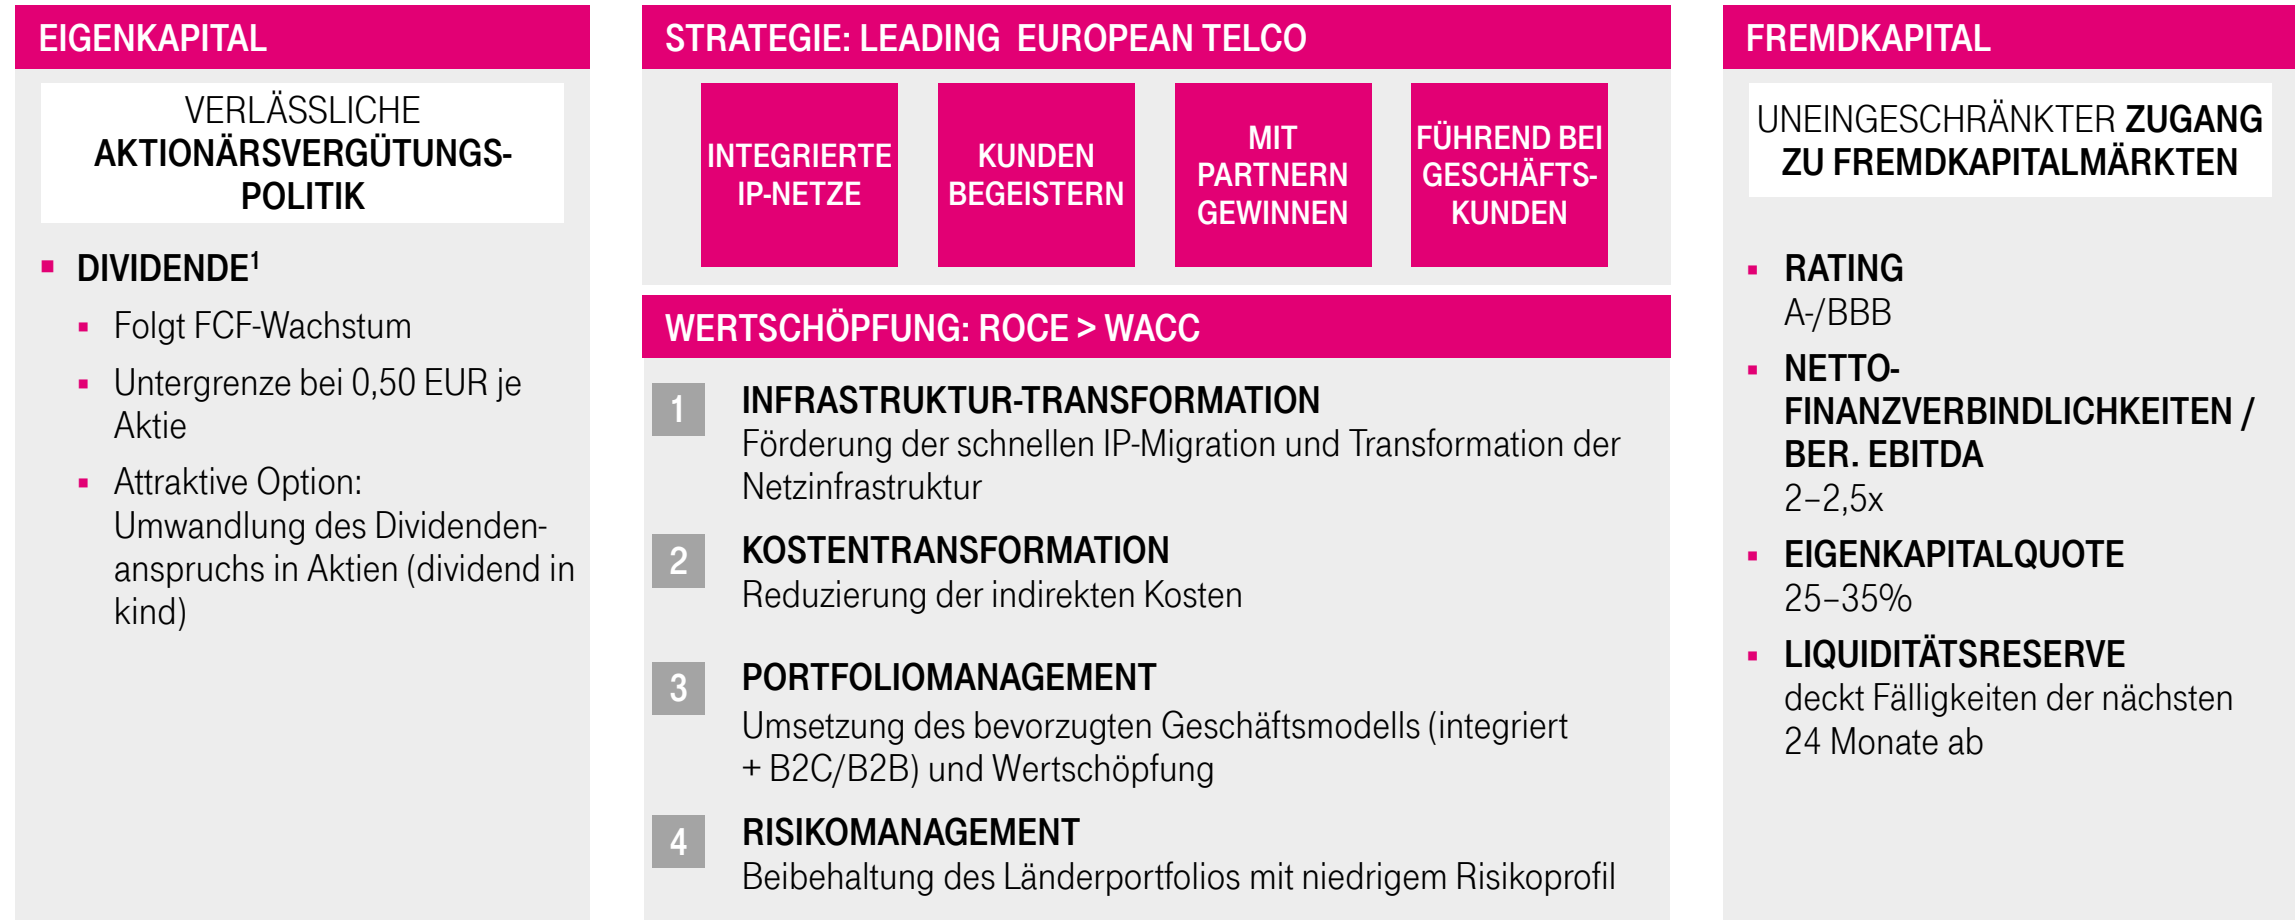 EIGENKAPITAL
VERLÄSSLICHE
AKTIONÄRSVERGÜTUNGS-
POLITIK
DIVIDENDE¹
Folgt FCF-Wachstum
Untergrenze bei 0,50 EUR je
Aktie
Attraktive Option:
Umwandlung des Dividenden-
anspruchs in Aktien (dividend in
kind)
STRATEGIE: LEADING EUROPEAN TELCO
INTEGRIERTE
IP-NETZE
KUNDEN
BEGEISTERN
MIT
PARTNERN
GEWINNEN
FÜHREND BEI
GESCHÄFTS-
KUNDEN
WERTSCHÖPFUNG: ROCE > WACC
1
INFRASTRUKTUR-TRANSFORMATION
Förderung der schnellen IP-Migration und Transformation der
Netzinfrastruktur
2
KOSTENTRANSFORMATION
Reduzierung der indirekten Kosten
3
PORTFOLIOMANAGEMENT
Umsetzung des bevorzugten Geschäftsmodells (integriert
+ B2C/B2B) und Wertschöpfung
4
RISIKOMANAGEMENT
Beibehaltung des Länderportfolios mit niedrigem Risikoprofil
FREMDKAPITAL
UNEINGESCHRÄNKTER ZUGANG
ZU FREMDKAPITALMÄRKTEN
RATING
A-/BBB
NETTO-
FINANZVERBINDLICHKEITEN /
BER. EBITDA
2–2,5x
EIGENKAPITALQUOTE
25–35%
LIQUIDITÄTSRESERVE
deckt Fälligkeiten der nächsten
24 Monate ab